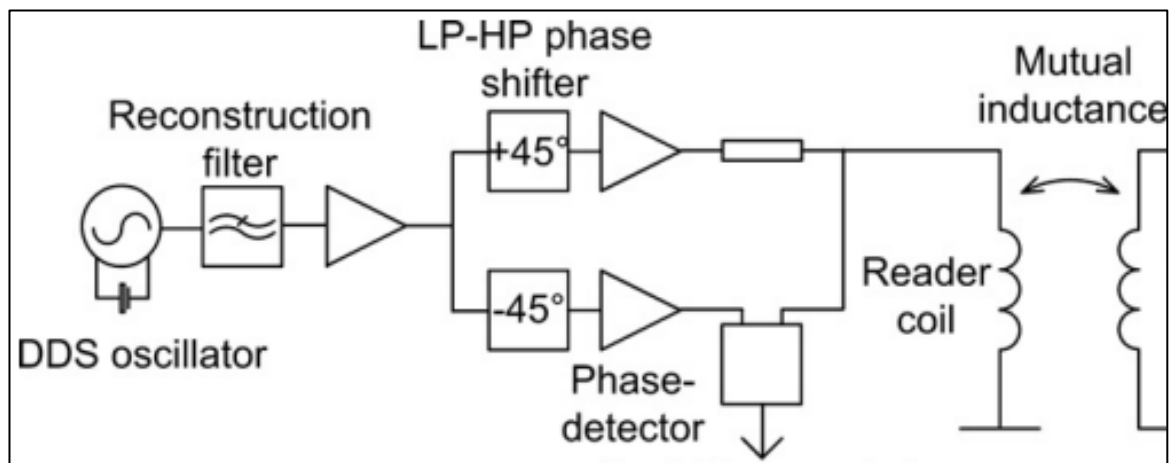 LP-HP phase
shifter
Mutual
inductance
Reconstruction
filter
+45°
-45°
Reader
coil
DDS oscillator
Phase-
detector